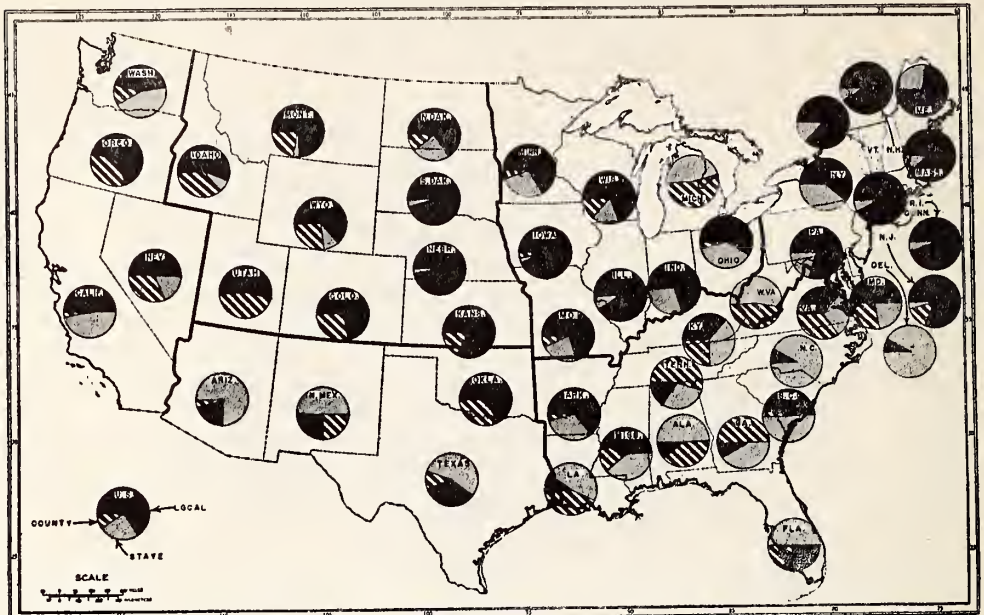 WASH.
OREG.
IDAHO
MONT.
N.DAK.
S.DAK.
WYO.
NEBR.
NEV.
UTAH
COLO.
KANS.
CALIF.
ARIZ.
N.MEX.
OKLA.
TEXAS
MINN.
WIS.
MICH.
IOWA
ILL.
IND.
OHIO
MO.
KY.
W.VA.
VA.
PA.
N.Y.
VT.
N.H.
ME.
MASS.
R.I.
CONN.
N.J.
DEL.
MD.
N.C.
S.C.
TENN.
ARK.
MISS.
ALA.
GA.
LA.
FLA.
U.S.
LOCAL
COUNTY
STATE
SCALE